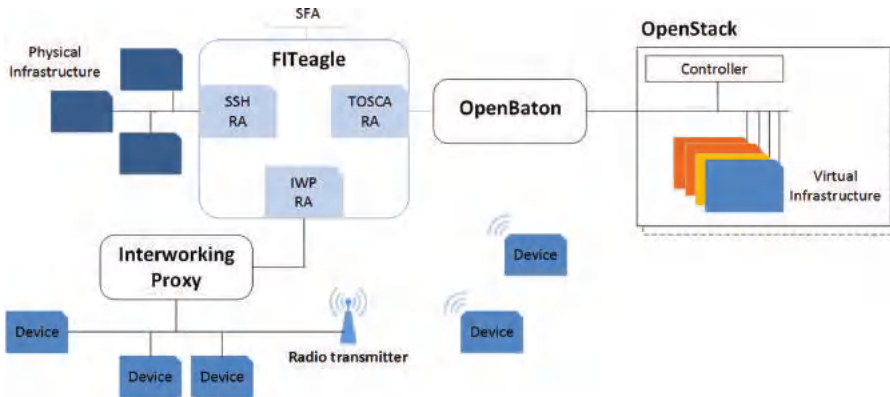 SFA
OpenStack
Physical
Infrastructure
FITeagle
Controller
SSH
RA
TOSCA
RA
OpenBaton
IWP
RA
Virtual
Infrastructure
Interworking
Proxy
Device
Device
Device
Radio transmitter
Device
Device